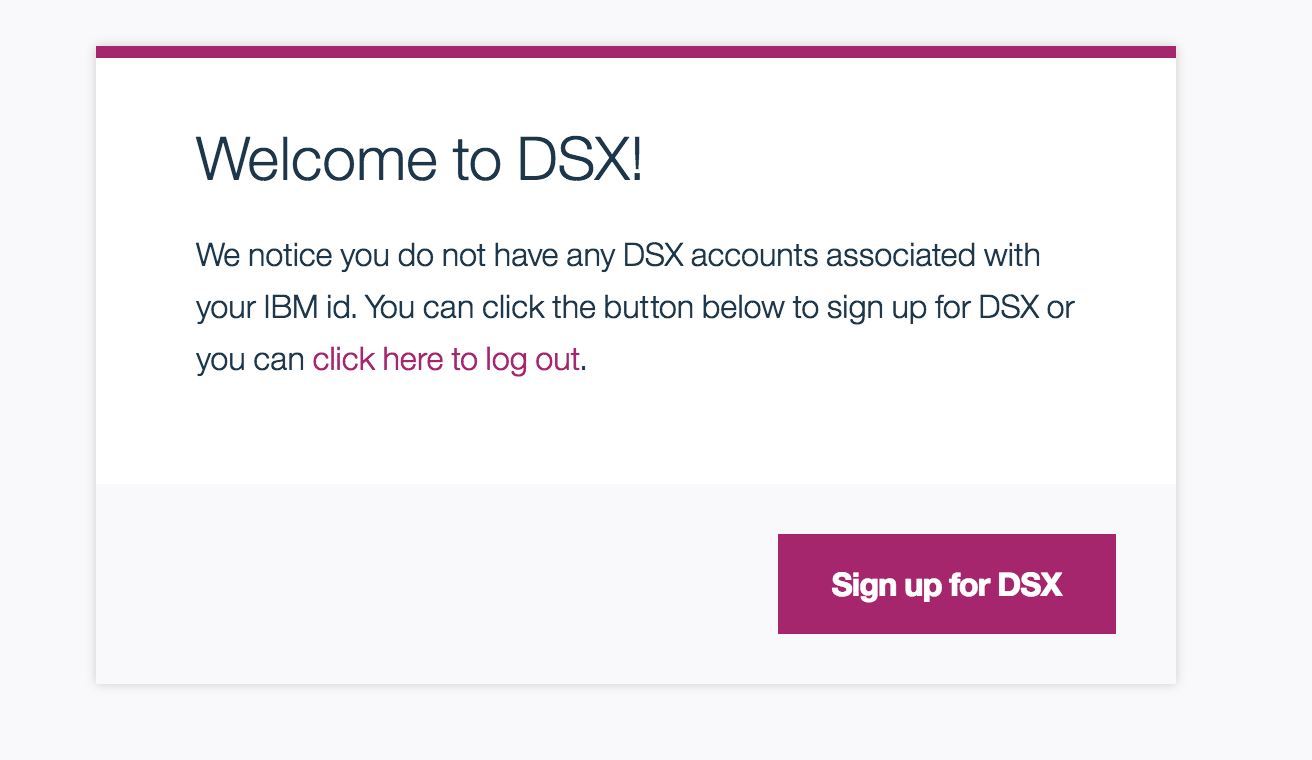 Welcome to DSX!
We notice you do not have any DSX accounts associated with
your IBM id. You can click the button below to sign up for DSX or
you can click here to log out.
Sign up for DSX